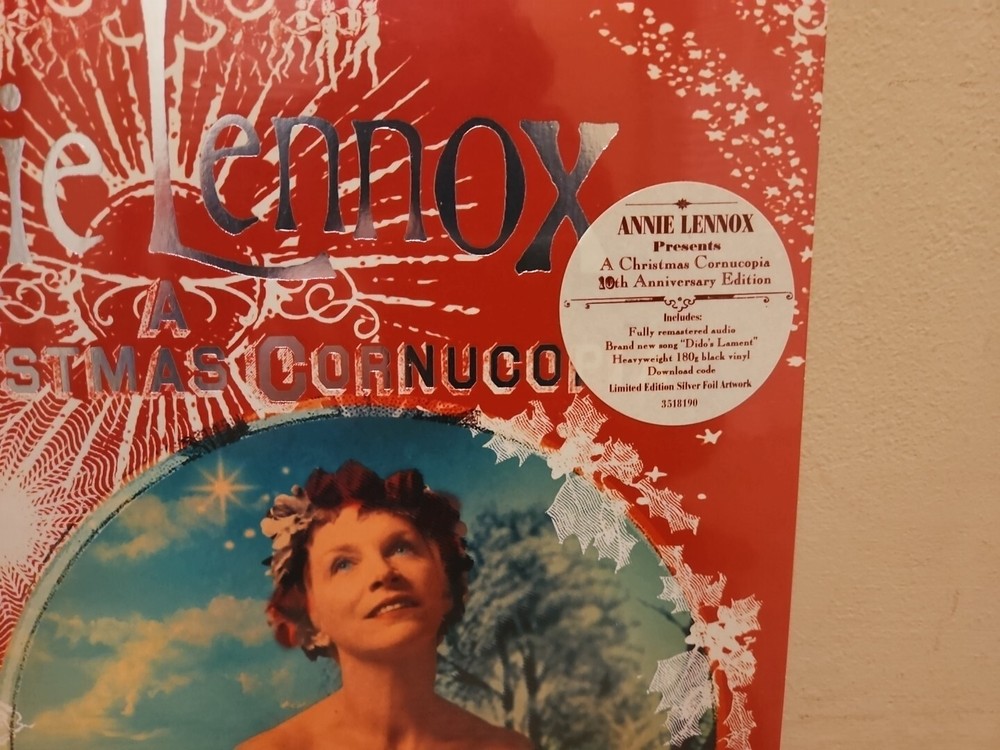 ie Lennox
A
STMAS CORNUCOP
ANNIE LENNOX
Presents
A Christmas Cornucopia
10th Anniversary Edition
Includes:
Fully remastered audio
Brand new song "Dido's Lament"
Heavyweight 180g black vinyl
Download code
Limited Edition Silver Foil Artwork
3518190